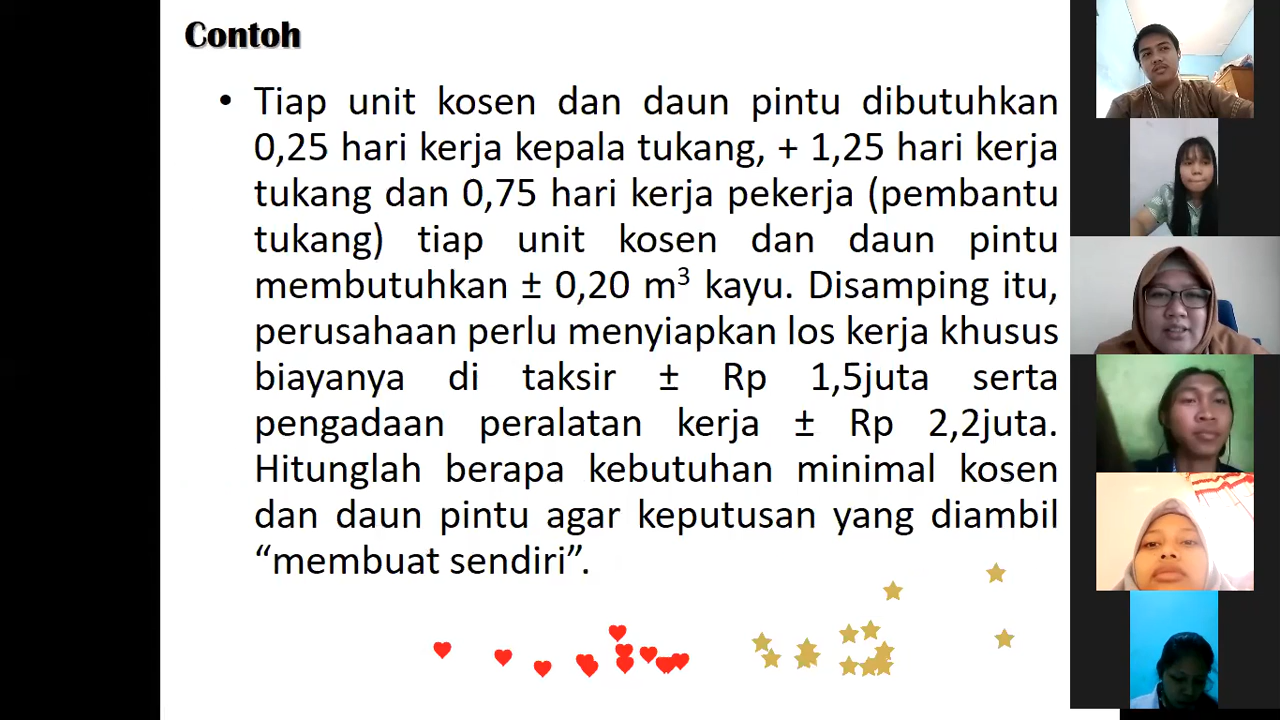 Contoh
• Tiap unit kosen dan daun pintu dibutuhkan
0,25 hari kerja kepala tukang, + 1,25 hari kerja
tukang dan 0,75 hari kerja pekerja (pembantu
tukang) tiap unit kosen dan daun pintu
membutuhkan ± 0,20 m³ kayu. Disamping itu,
perusahaan perlu menyiapkan los kerja khusus
biayanya di taksir ± Rp 1,5juta serta
pengadaan peralatan kerja ± Rp 2,2juta.
Hitunglah berapa kebutuhan minimal kosen
dan daun pintu agar keputusan yang diambil
“membuat sendiri”.